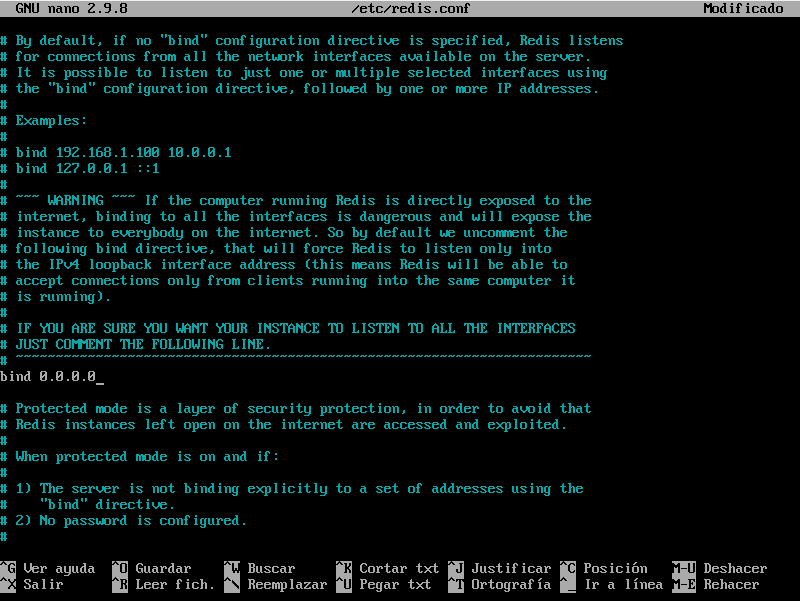 GNU nano 2.9.8 /etc/redis.conf Modificado
# By default, if no "bind" configuration directive is specified, Redis listens
# for connections from all the network interfaces available on the server.
# It is possible to listen to just one or multiple selected interfaces using
# the "bind" configuration directive, followed by one or more IP addresses.
#
# Examples:
#
# bind 192.168.1.100 10.0.0.1
# bind 127.0.0.1 ::1
#
# ~~~ WARNING ~~~ If the computer running Redis is directly exposed to the
# internet, binding to all the interfaces is dangerous and will expose the
# instance to everybody on the internet. So by default we uncomment the
# following bind directive, that will force Redis to listen only into
# the IPv4 loopback interface address (this means Redis will be able to
# accept connections only from clients running into the same computer it
# is running).
#
# IF YOU ARE SURE YOU WANT YOUR INSTANCE TO LISTEN TO ALL THE INTERFACES
# JUST COMMENT THE FOLLOWING LINE.
# ~~~~~~~~~~~~~~~~~~~~~~~~~~~~~~~~~~~~~~~~~~~~~~~~~~~~~~~~~~~~~~~~~~~~~~~~
bind 0.0.0.0_
# Protected mode is a layer of security protection, in order to avoid that
# Redis instances left open on the internet are accessed and exploited.
#
# When protected mode is on and if:
#
# 1) The server is not binding explicitly to a set of addresses using the
#    "bind" directive.
# 2) No password is configured.
#
^G Ver ayuda ^O Guardar ^W Buscar ^K Cortar txt ^J Justificar ^C Posición M-U Deshacer
^X Salir ^R Leer fich. ^\ Reemplazar ^U Pegar txt ^T Ortografía ^_ Ir a línea M-E Rehacer